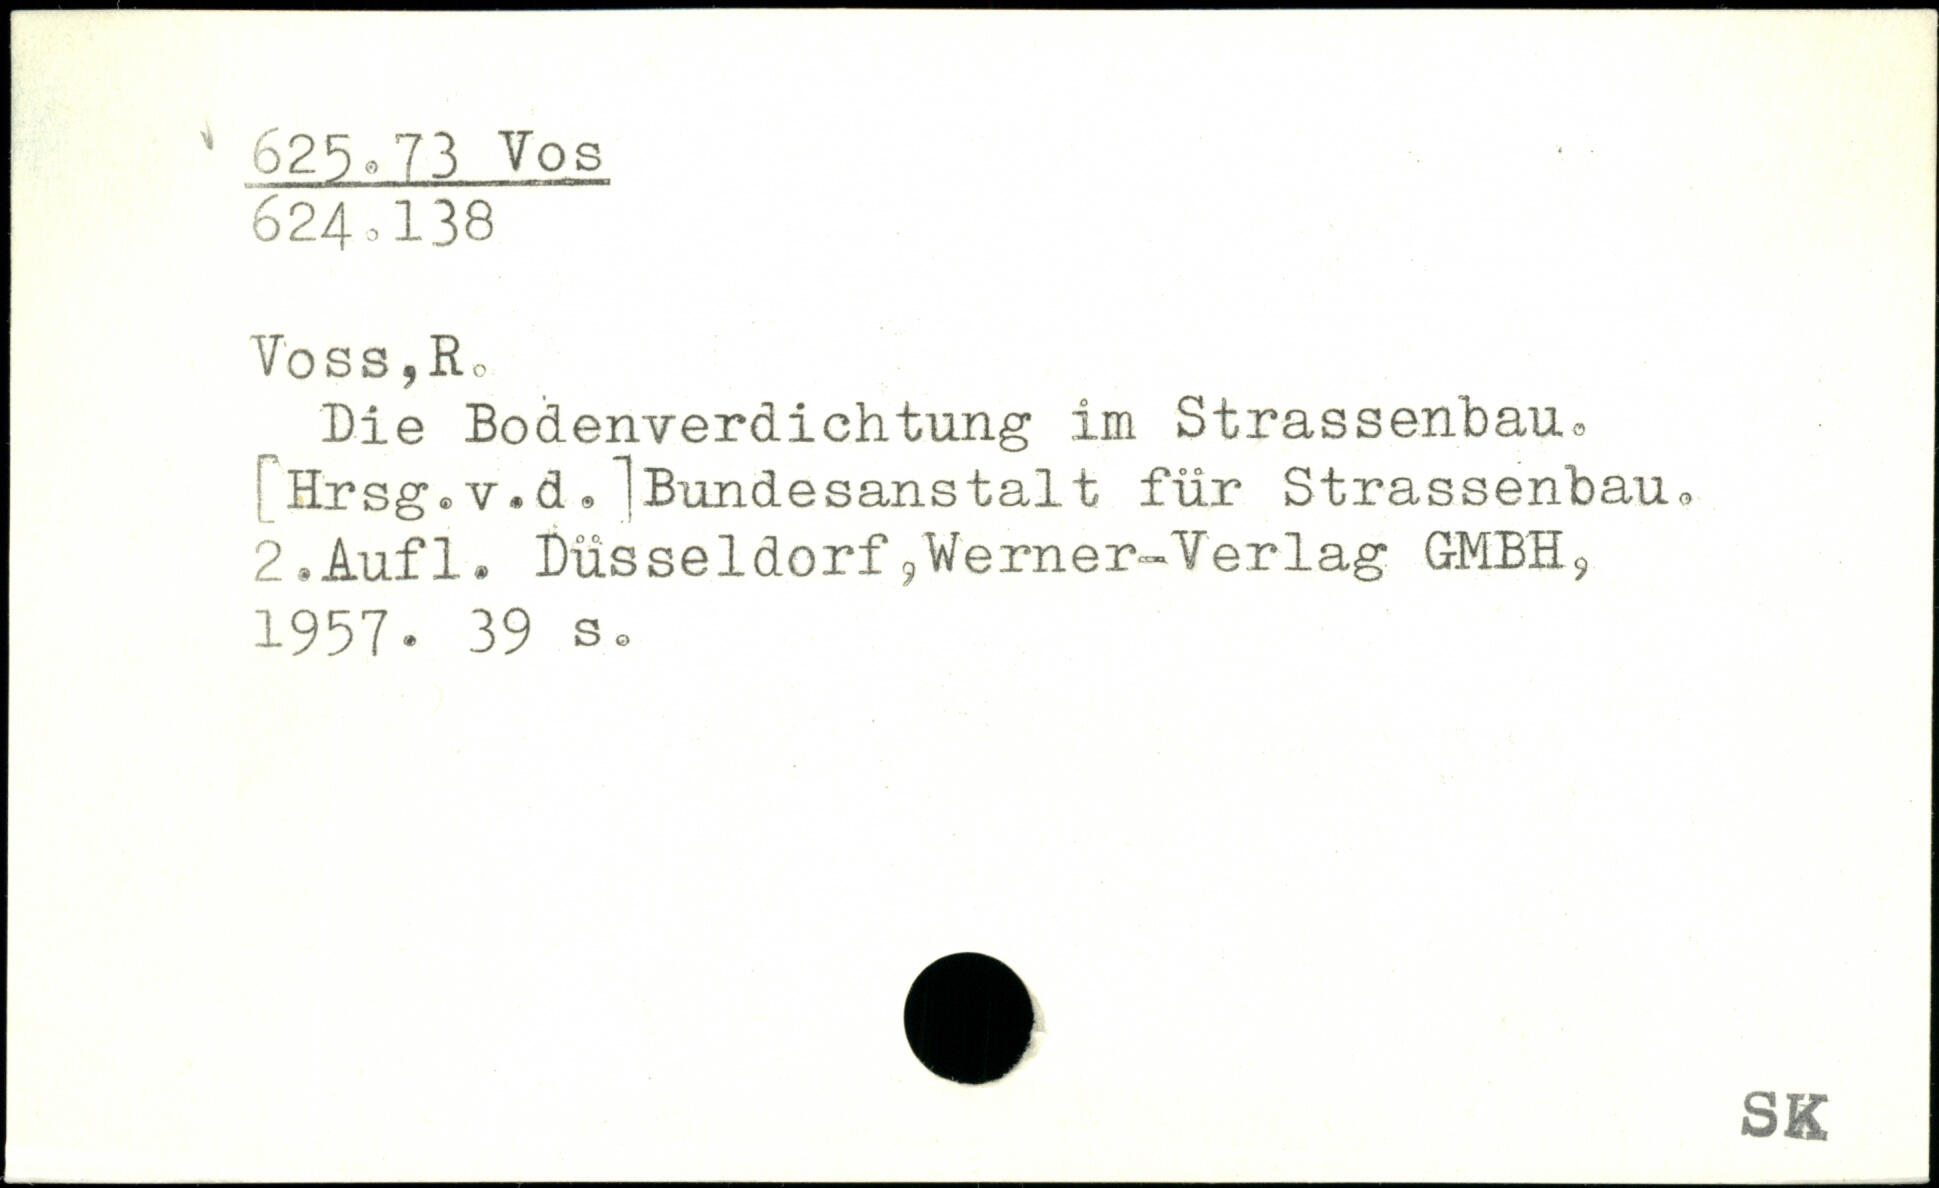 625.73 Vos
624.138
Voss,R.
Die Bodenverdichtung im Strassenbau.
[Hrsg.v.d.]Bundesanstalt für Strassenbau.
2.Aufl. Düsseldorf,Werner-Verlag GMBH,
1957. 39 s.
SK